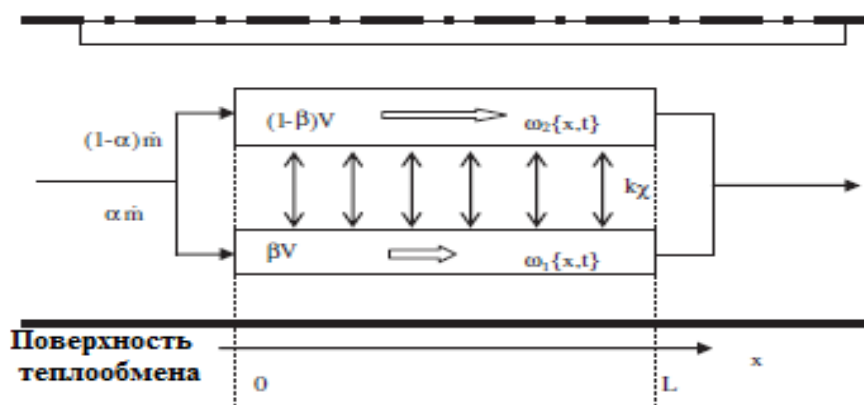 (1-β)V ω₂{x,t}
(1-α)ṁ
kχ
αṁ
βV ω₁{x,t}
Поверхность
теплообмена
x
0 L